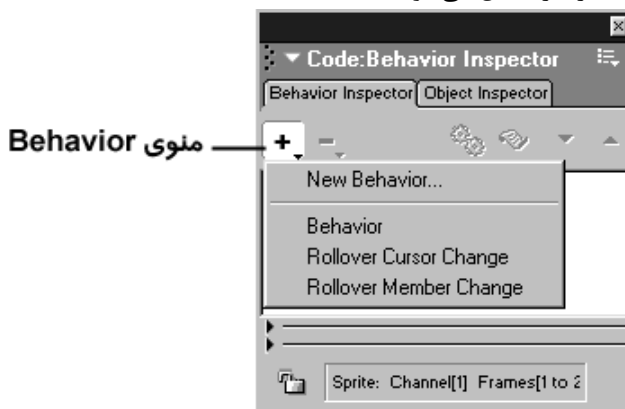 Code:Behavior Inspector
Behavior Inspector Object Inspector
منوی Behavior
New Behavior...
Behavior
Rollover Cursor Change
Rollover Member Change
Sprite: Channel[1] Frames[1 to 2